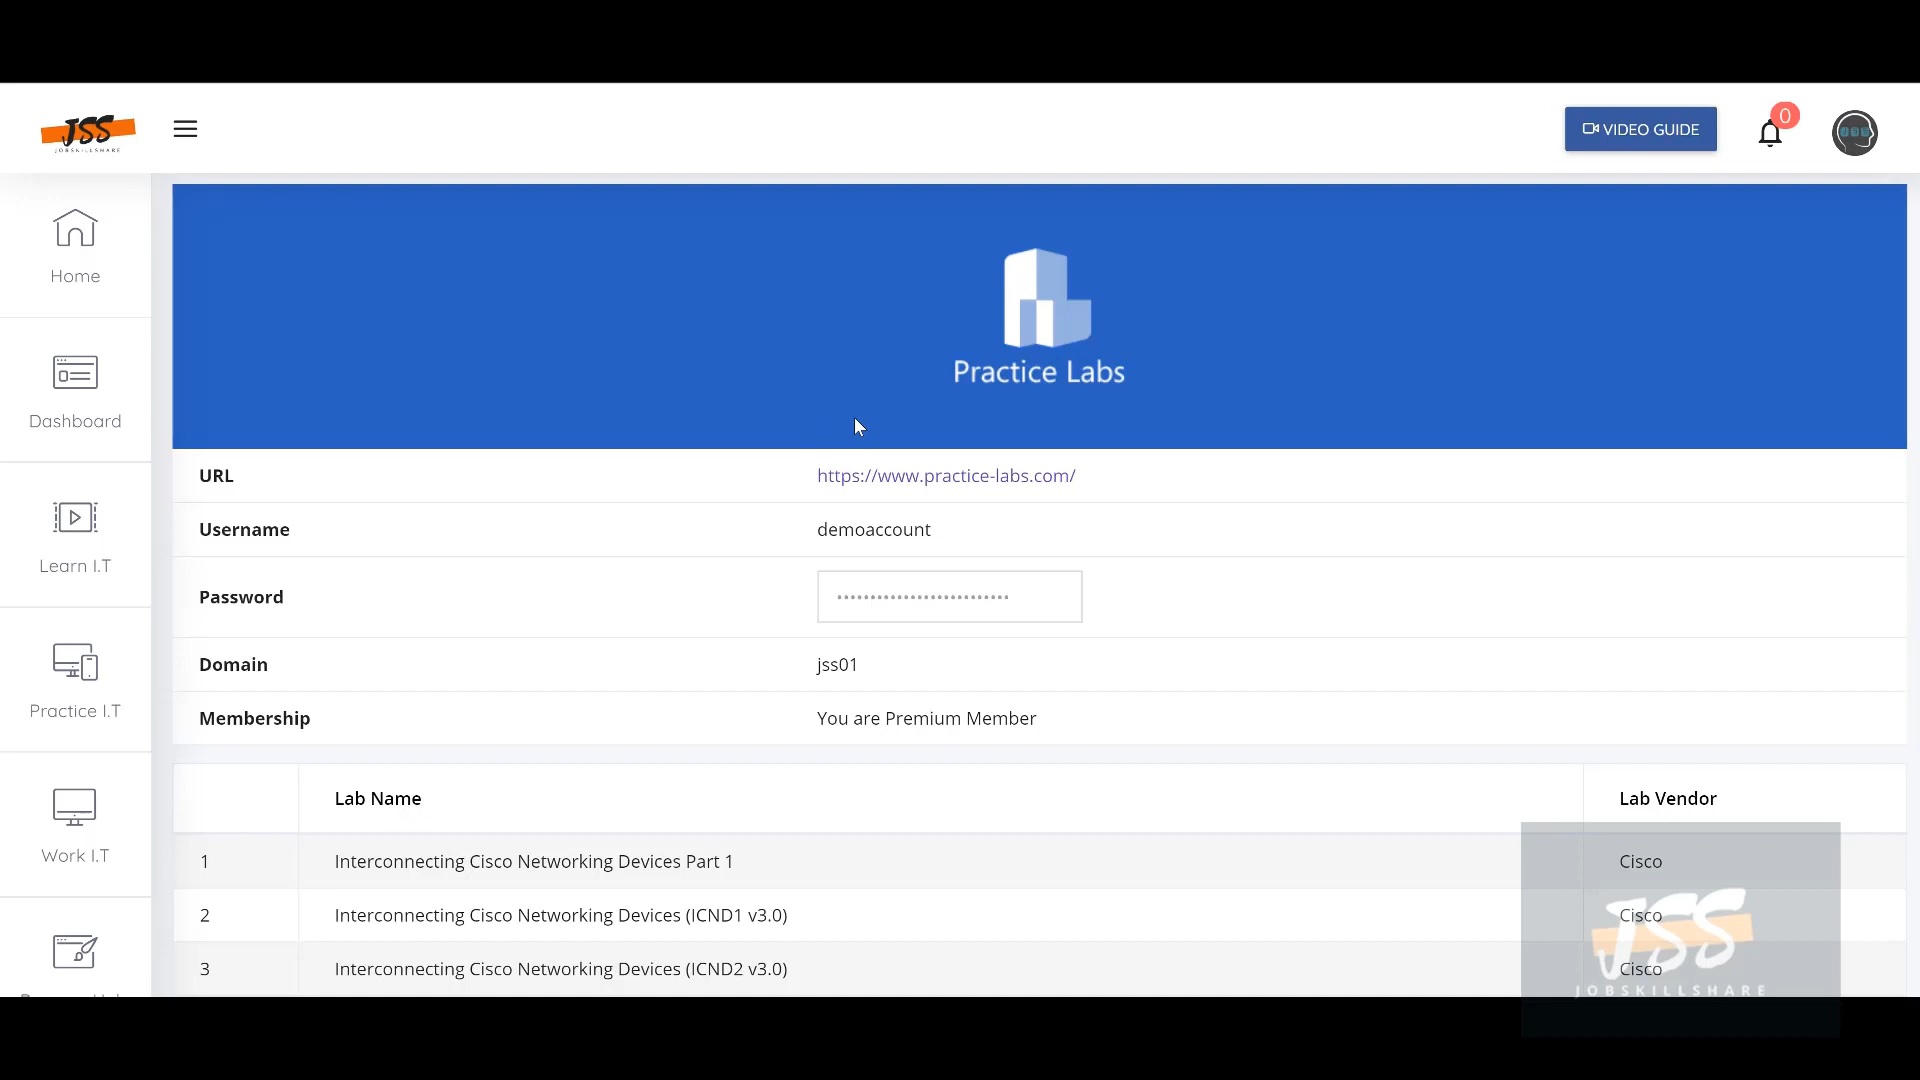 JSS
JOBSKILLSHARE
VIDEO GUIDE
0
Home
Dashboard
Learn I.T
Practice I.T
Work I.T
Practice Labs
URL https://www.practice-labs.com/
Username demoaccount
Password
Domain jss01
Membership You are Premium Member
Lab Name Lab Vendor
1 Interconnecting Cisco Networking Devices Part 1 Cisco
2 Interconnecting Cisco Networking Devices (ICND1 v3.0) Cisco
3 Interconnecting Cisco Networking Devices (ICND2 v3.0) Cisco
JSS
JOBSKILLSHARE